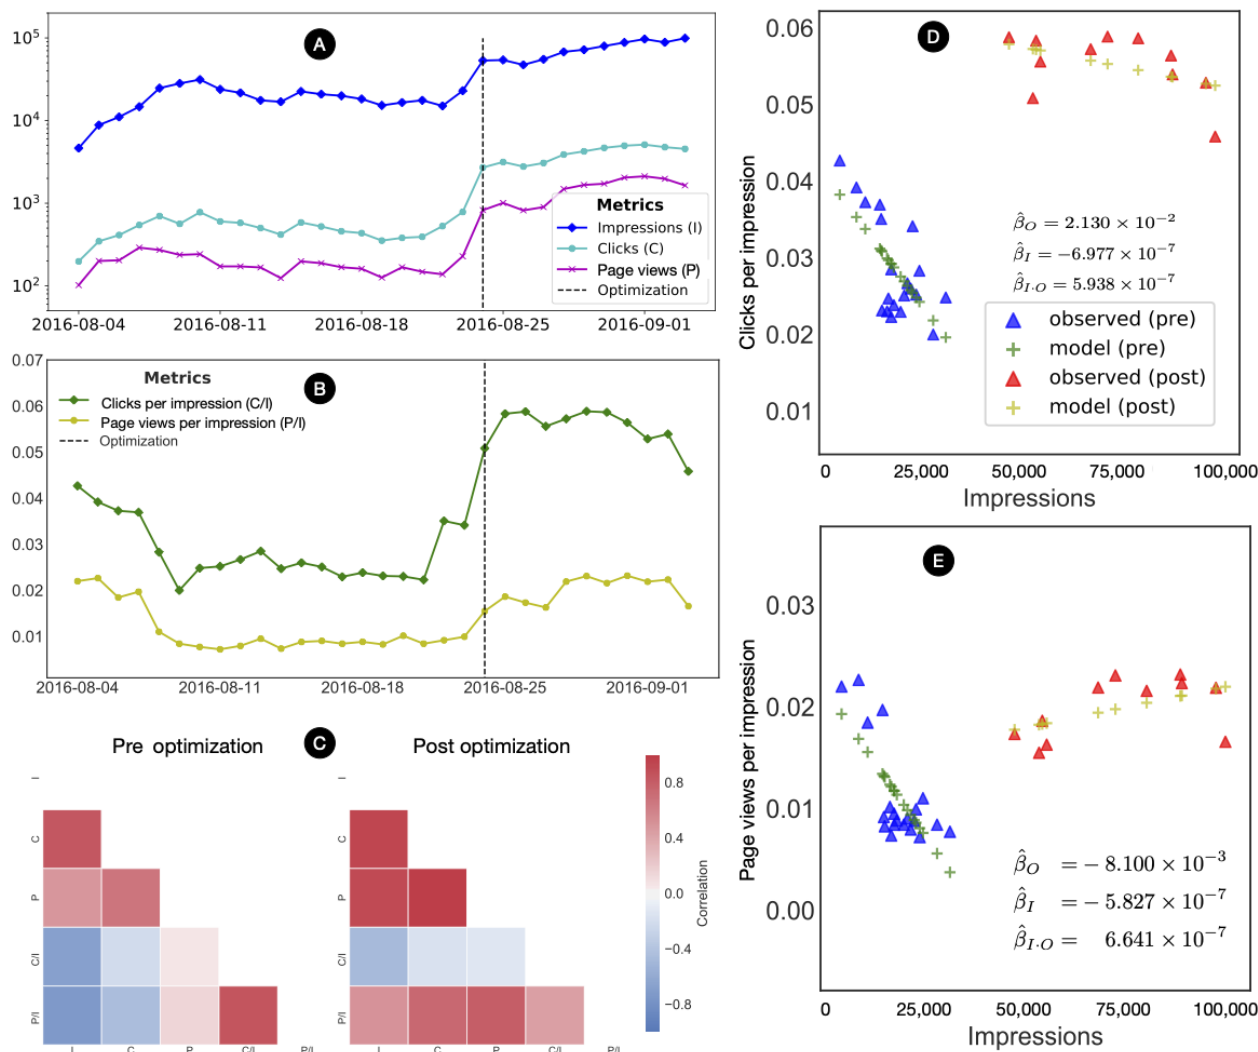 A
10^5
10^4
10^3
10^2
Metrics
Impressions (I)
Clicks (C)
Page views (P)
Optimization
2016-08-04
2016-08-11
2016-08-18
2016-08-25
2016-09-01
B
0.07
0.06
0.05
0.04
0.03
0.02
0.01
Metrics
Clicks per impression (C/I)
Page views per impression (P/I)
Optimization
2016-08-04
2016-08-11
2016-08-18
2016-08-25
2016-09-01
Pre optimization
C
Post optimization
I
C
P
C/I
P/I
I
C
P
C/I
P/I
I
C
P
C/I
P/I
I
C
P
C/I
P/I
0.8
0.4
0.0
−0.4
−0.8
Correlation
D
0.06
0.05
0.04
0.03
0.02
0.01
Clicks per impression
β̂_O = 2.130 × 10^−2
β̂_I = −6.977 × 10^−7
β̂_{I·O} = 5.938 × 10^−7
observed (pre)
model (pre)
observed (post)
model (post)
0
25,000
50,000
75,000
100,000
Impressions
E
0.03
0.02
0.01
0.00
Page views per impression
β̂_O = − 8.100 × 10^−3
β̂_I = − 5.827 × 10^−7
β̂_{I·O} = 6.641 × 10^−7
0
25,000
50,000
75,000
100,000
Impressions